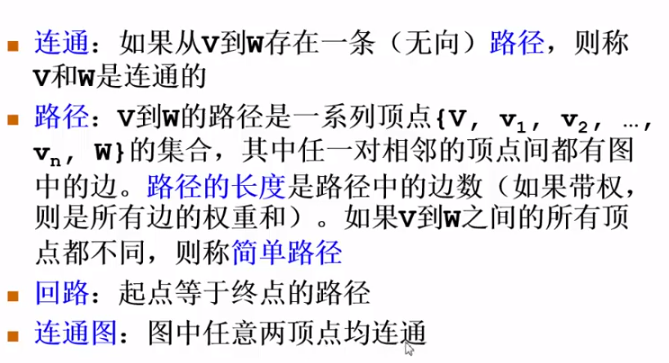 连通：如果从V到W存在一条（无向）路径，则称
V和W是连通的
路径：V到W的路径是一系列顶点{V, v1, v2, …,
vn, W}的集合，其中任一对相邻的顶点间都有图
中的边。路径的长度是路径中的边数（如果带权，
则是所有边的权重和）。如果V到W之间的所有顶
点都不同，则称简单路径
回路：起点等于终点的路径
连通图：图中任意两顶点均连通